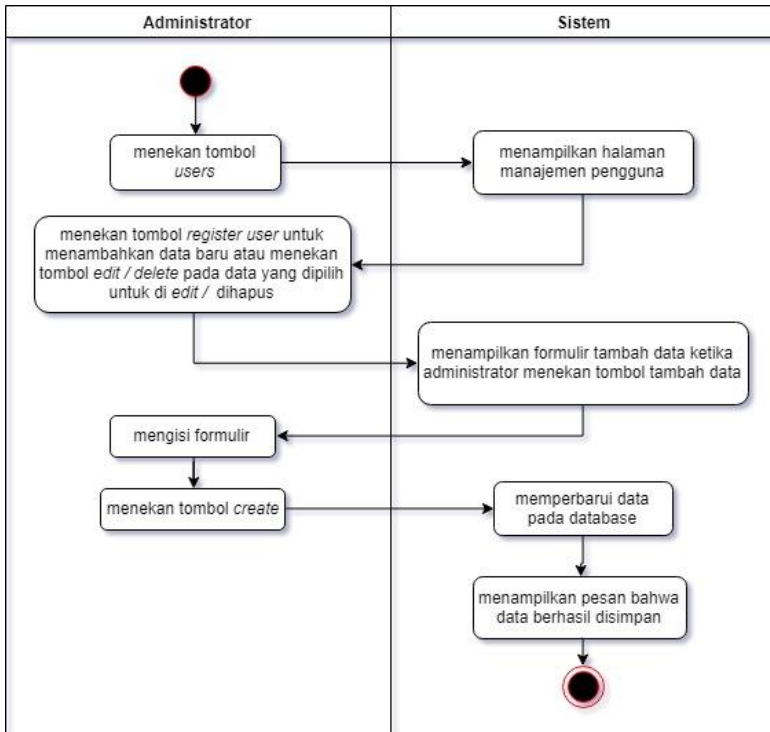 Administrator
Sistem
menekan tombol
users
menampilkan halaman
manajemen pengguna
menekan tombol register user untuk
menambahkan data baru atau menekan
tombol edit / delete pada data yang dipilih
untuk di edit / dihapus
menampilkan formulir tambah data ketika
administrator menekan tombol tambah data
mengisi formulir
menekan tombol create
memperbarui data
pada database
menampilkan pesan bahwa
data berhasil disimpan